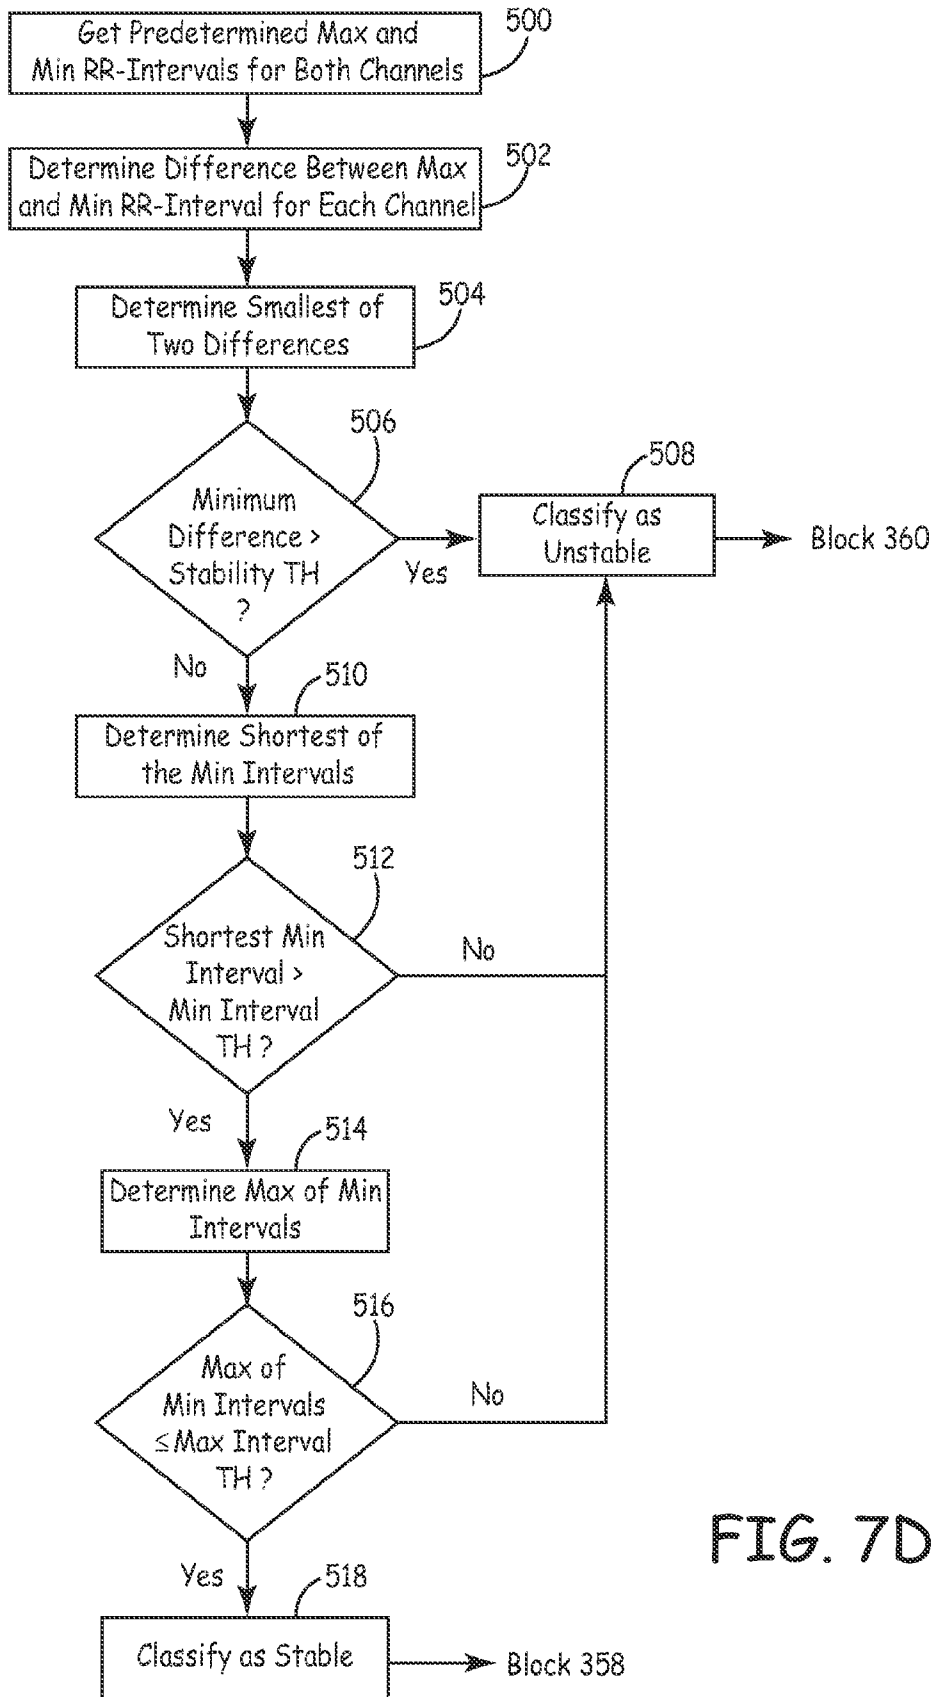 500
Get Predetermined Max and
Min RR-Intervals for Both Channels
502
Determine Difference Between Max
and Min RR-Interval for Each Channel
504
Determine Smallest of
Two Differences
506
Minimum
Difference >
Stability TH
?
Yes
508
Classify as
Unstable
Block 360
No
510
Determine Shortest of
the Min Intervals
512
Shortest Min
Interval >
Min Interval
TH ?
No
Yes
514
Determine Max of Min
Intervals
516
Max of
Min Intervals
≤Max Interval
TH ?
No
Yes
518
Classify as Stable
Block 358
FIG. 7D